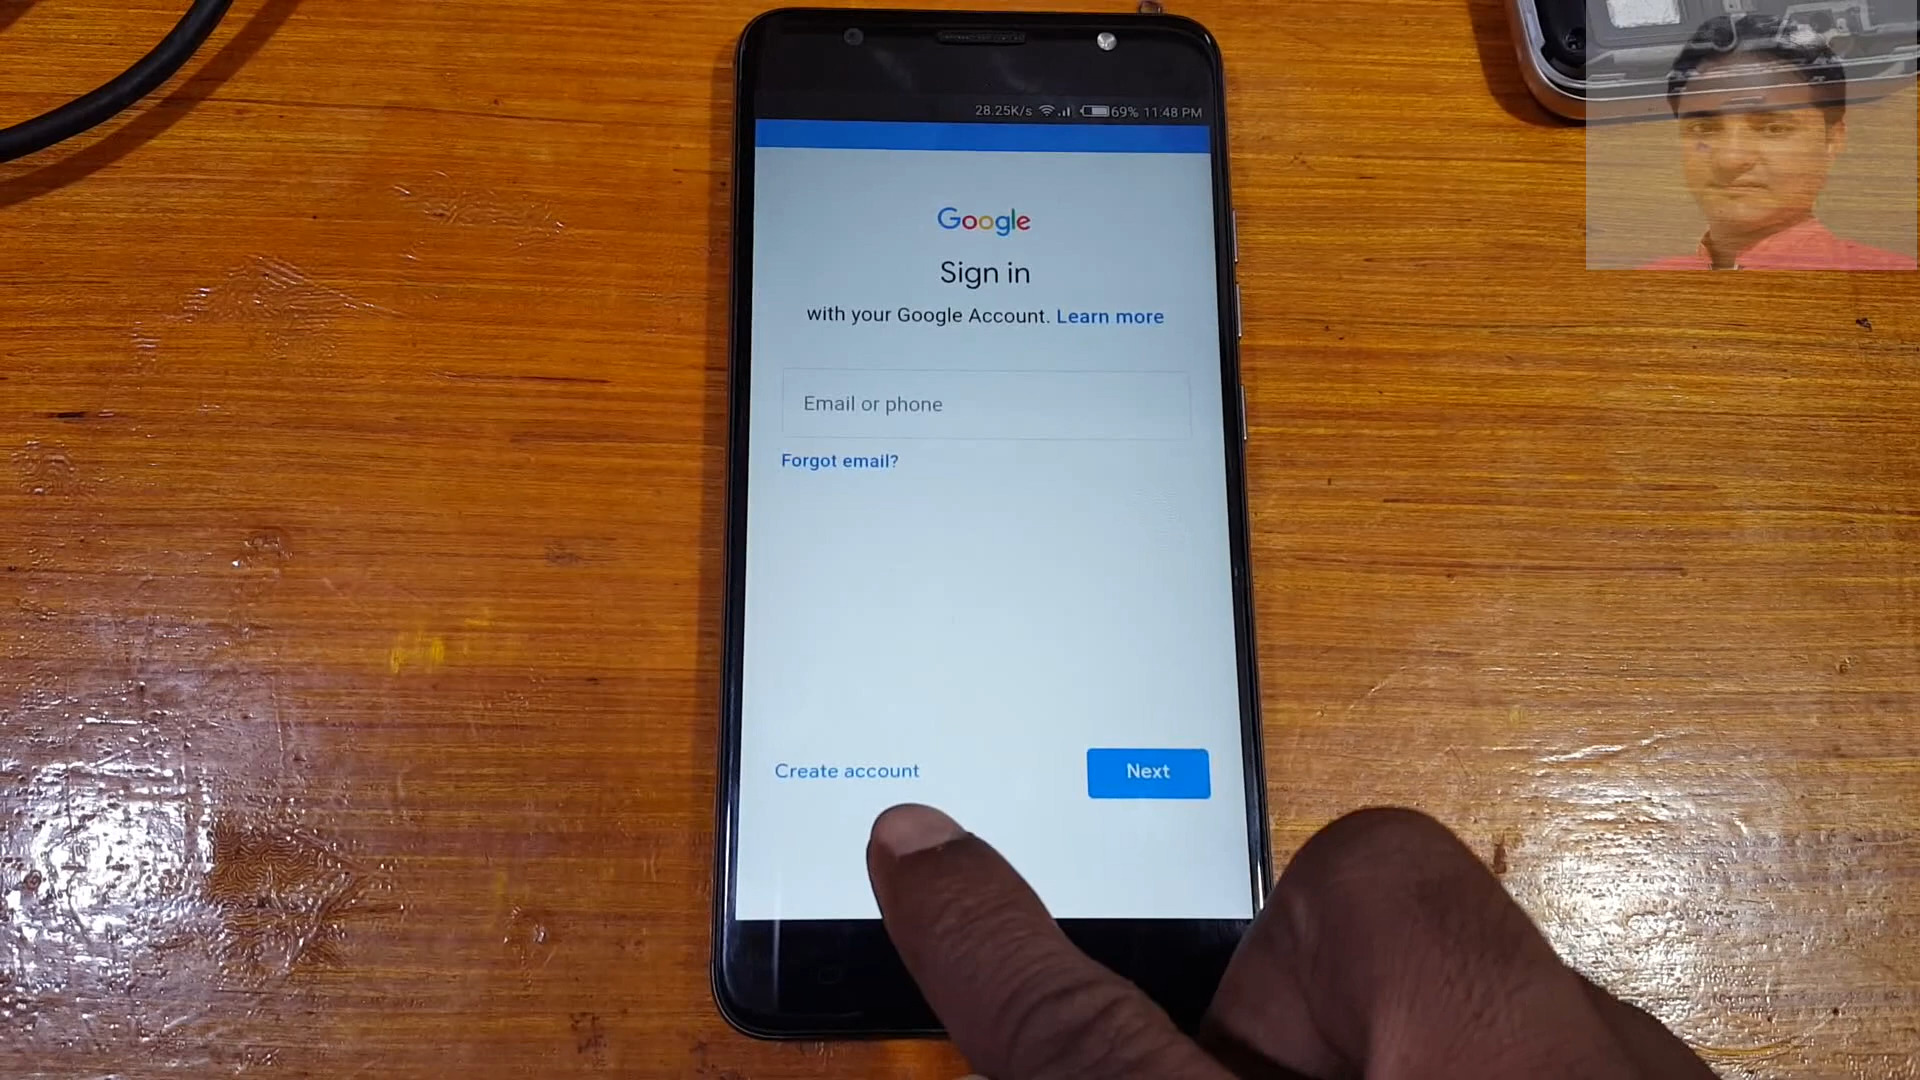 28.25K/s 69% 11:48 PM
Google
Sign in
with your Google Account. Learn more
Email or phone
Forgot email?
Create account
Next